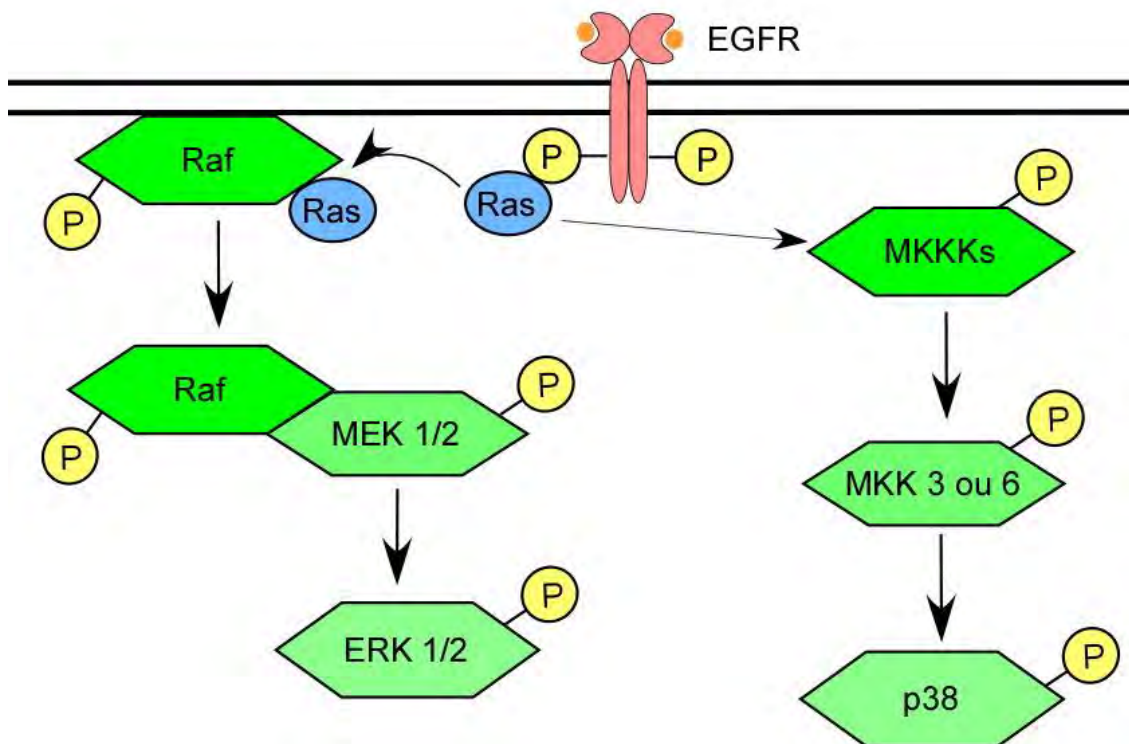 EGFR
Raf
P
P
P
P
Ras
Ras
MKKKs
Raf
P
P
MEK 1/2
P
MKK 3 ou 6
P
ERK 1/2
P
p38
P